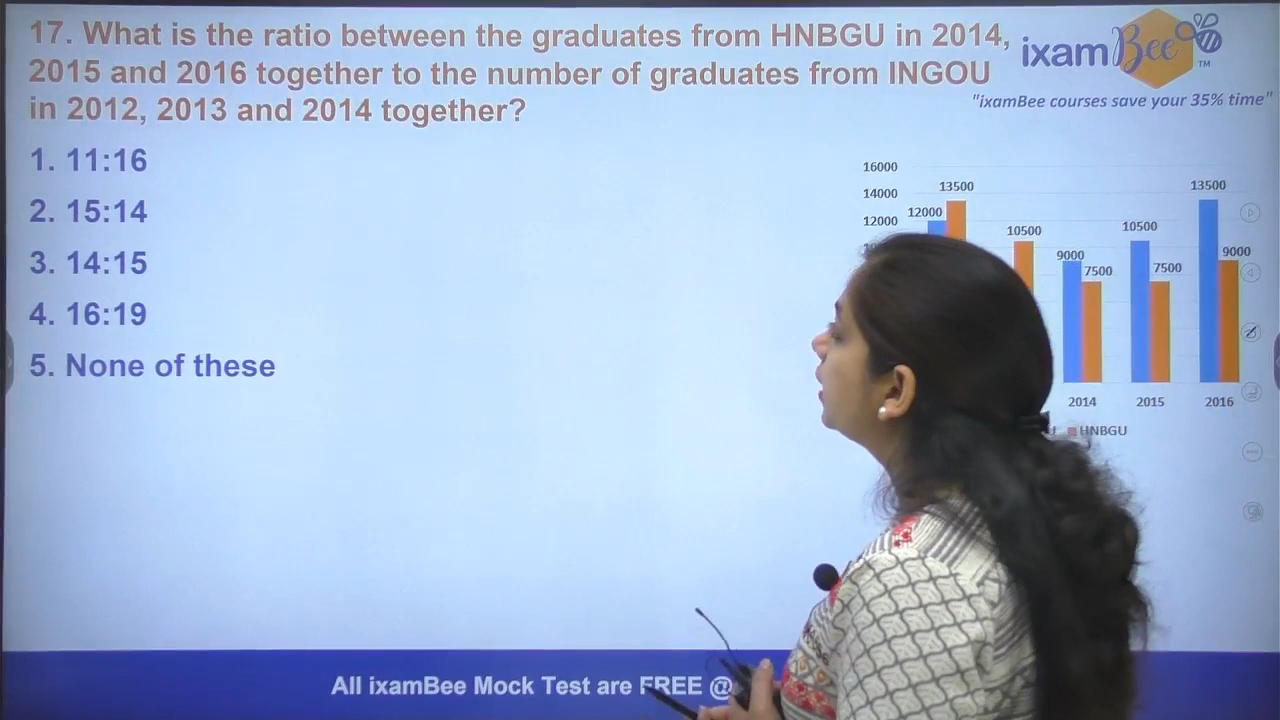 17. What is the ratio between the graduates from HNBGU in 2014,
2015 and 2016 together to the number of graduates from INGOU
in 2012, 2013 and 2014 together?
1. 11:16
2. 15:14
3. 14:15
4. 16:19
5. None of these
ixamBee TM
"ixamBee courses save your 35% time"
16000
14000
12000
12000
13500
10500
9000
7500
10500
7500
13500
9000
2014
2015
2016
HNBGU
All ixamBee Mock Test are FREE @